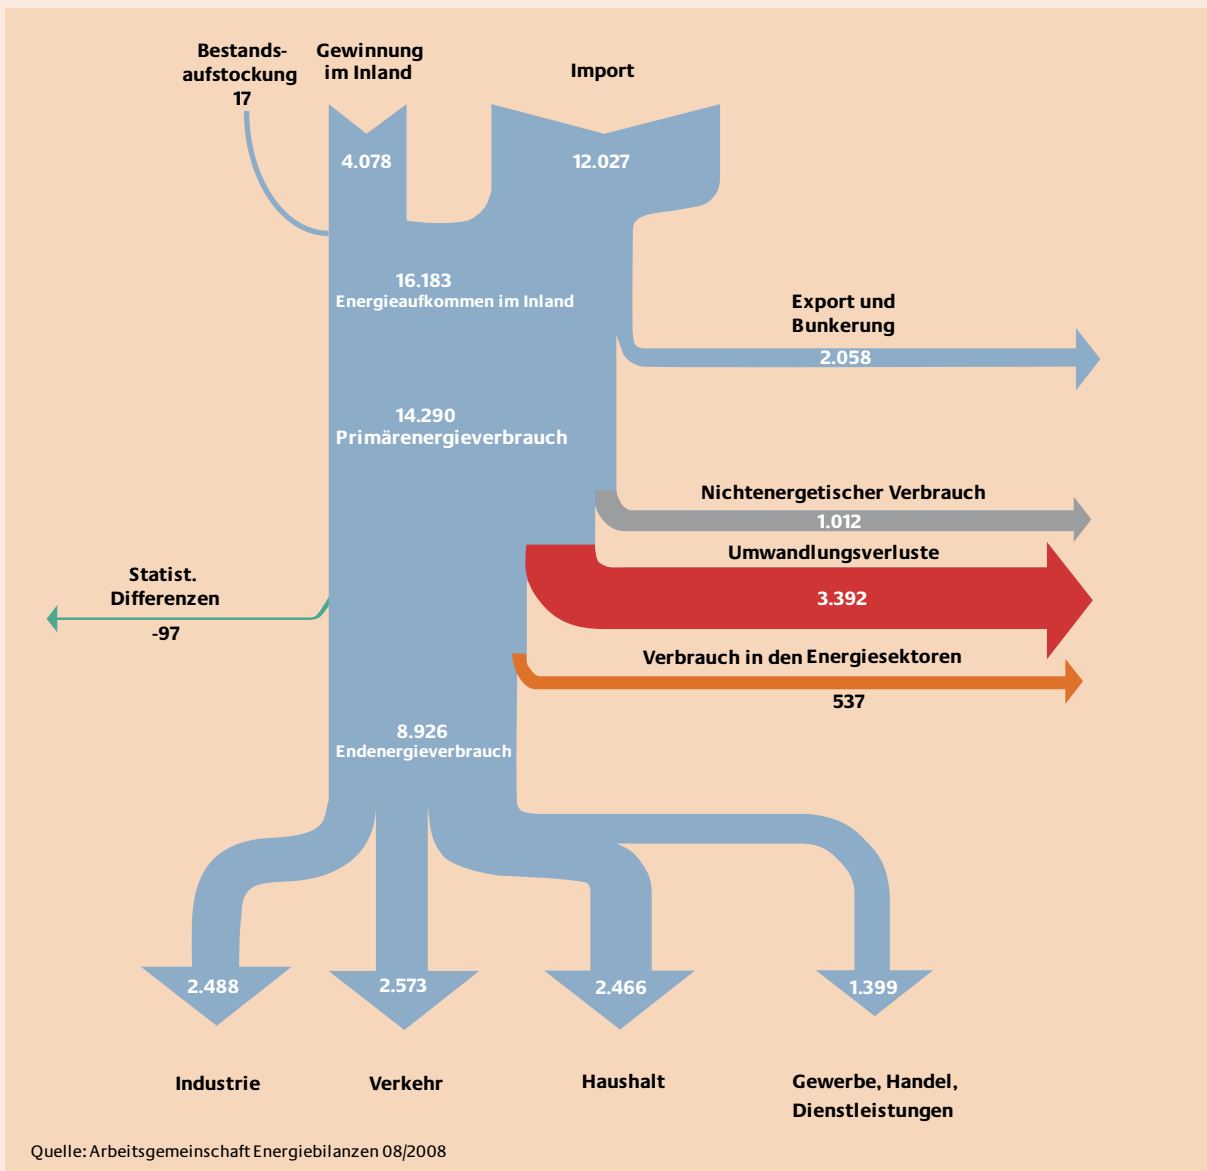 Bestands-
aufstockung
17
Gewinnung
im Inland
Import
4.078
12.027
16.183
Energieaufkommen im Inland
Export und
Bunkerung
2.058
14.290
Primärenergieverbrauch
Nichtenergetischer Verbrauch
1.012
Umwandlungsverluste
3.392
Statist.
Differenzen
-97
Verbrauch in den Energiesektoren
537
8.926
Endenergieverbrauch
2.488
2.573
2.466
1.399
Industrie
Verkehr
Haushalt
Gewerbe, Handel,
Dienstleistungen
Quelle: Arbeitsgemeinschaft Energiebilanzen 08/2008